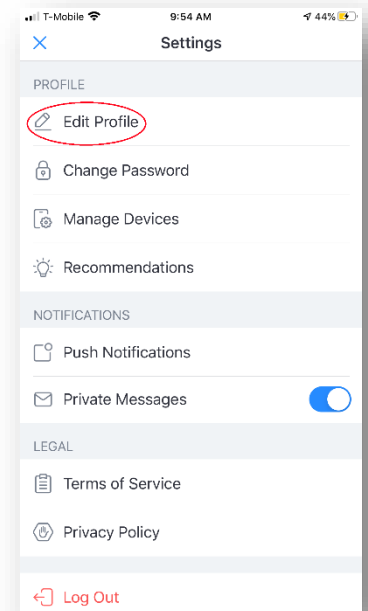 T-Mobile 9:54 AM 44%
Settings
PROFILE
Edit Profile
Change Password
Manage Devices
Recommendations
NOTIFICATIONS
Push Notifications
Private Messages
LEGAL
Terms of Service
Privacy Policy
Log Out